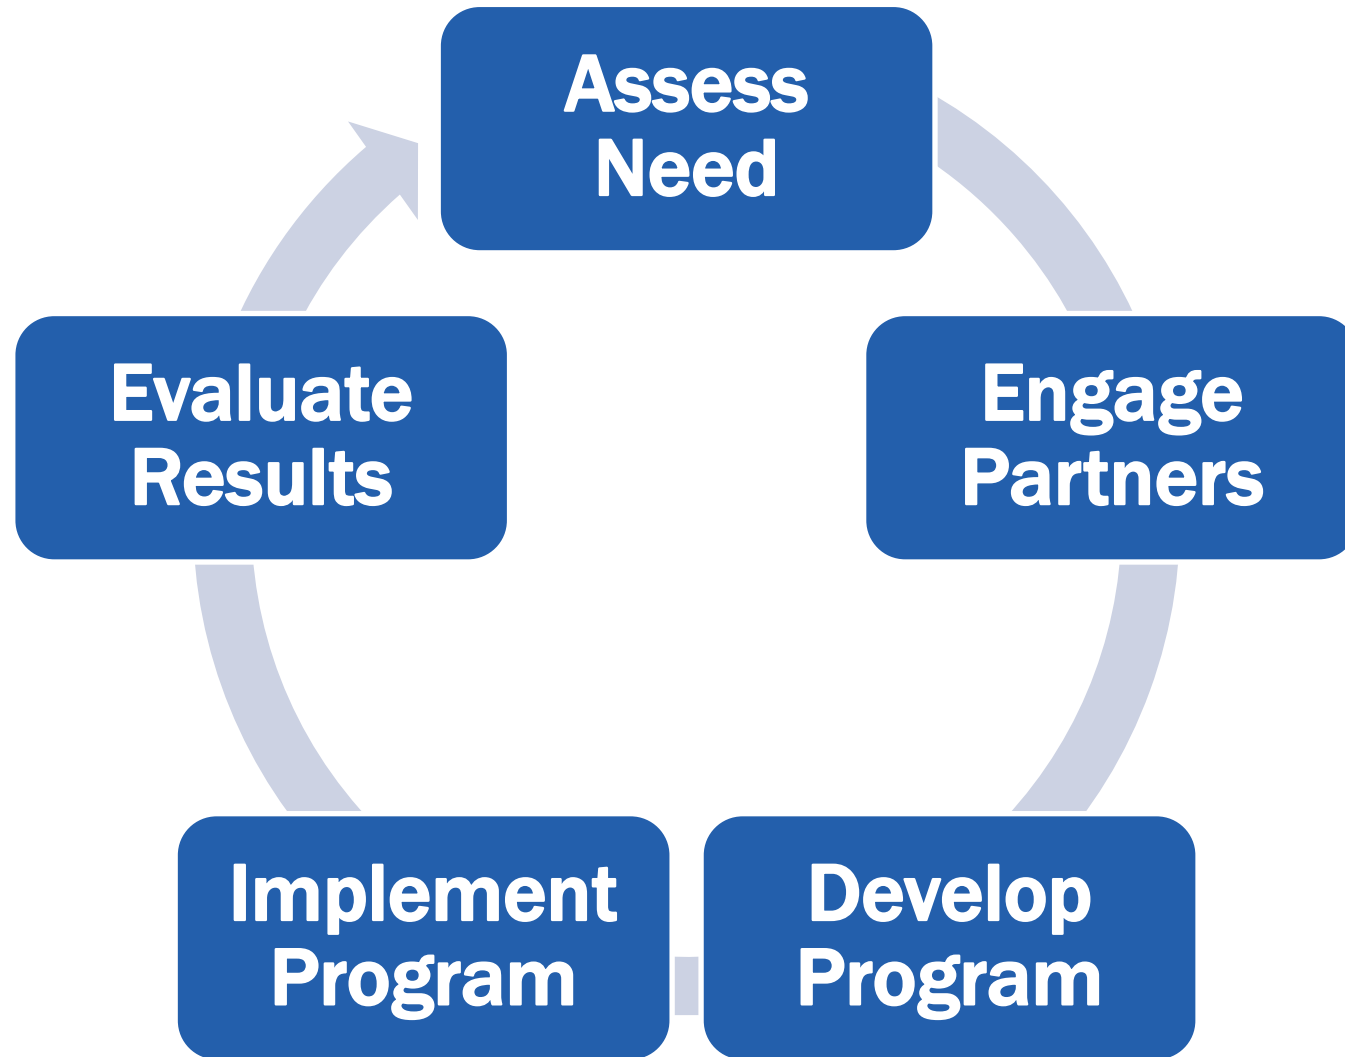 Assess
Need
Engage
Partners
Develop
Program
Implement
Program
Evaluate
Results